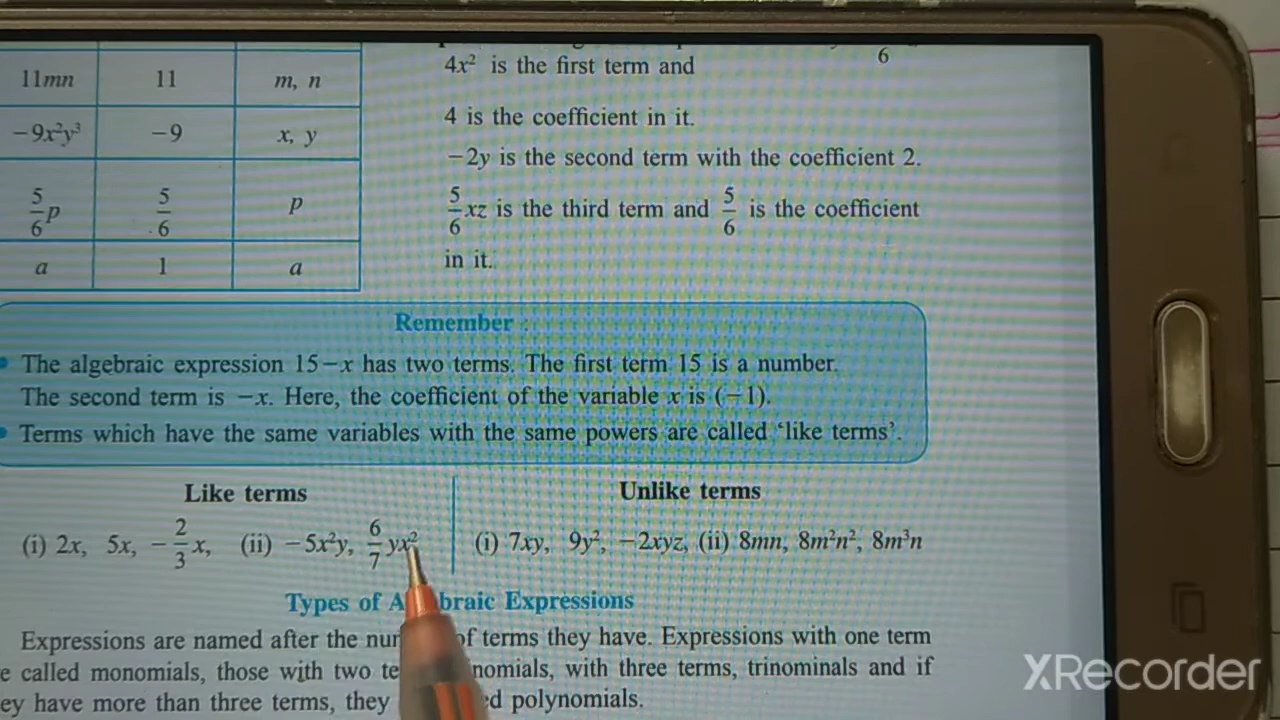 11mn 11 m, n
−9x²y³ −9 x, y
5/6 p 5/6 p
a 1 a
6
4x² is the first term and
4 is the coefficient in it.
−2y is the second term with the coefficient 2.
5/6 xz is the third term and 5/6 is the coefficient
in it.
Remember :
The algebraic expression 15−x has two terms. The first term 15 is a number.
The second term is −x. Here, the coefficient of the variable x is (−1).
Terms which have the same variables with the same powers are called ‘like terms’.
Like terms
(i) 2x, 5x, −2/3 x, (ii) −5x²y, 6/7 yx²
Unlike terms
(i) 7xy, 9y², −2xyz, (ii) 8mn, 8m²n², 8m³n
Types of A braic Expressions
Expressions are named after the nu of terms they have. Expressions with one term
e called monomials, those with two te nomials, with three terms, trinominals and if
ey have more than three terms, they d polynomials.
XRecorder